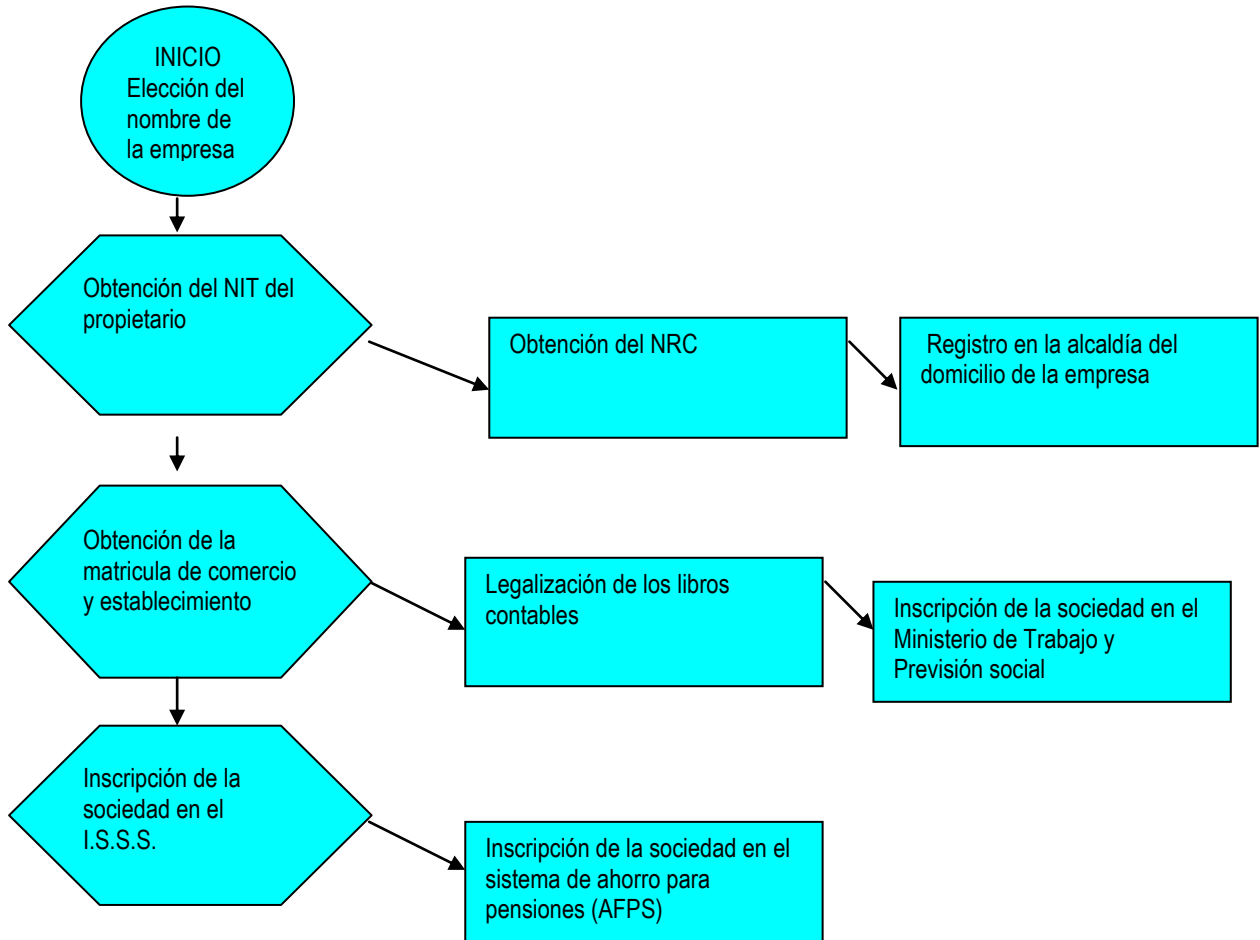 INICIO
Elección del
nombre de
la empresa
Obtención del NIT del
propietario
Obtención del NRC
Registro en la alcaldía del
domicilio de la empresa
Obtención de la
matricula de comercio
y establecimiento
Legalización de los libros
contables
Inscripción de la sociedad en el
Ministerio de Trabajo y
Previsión social
Inscripción de la
sociedad en el
I.S.S.S.
Inscripción de la sociedad en el
sistema de ahorro para
pensiones (AFPS)